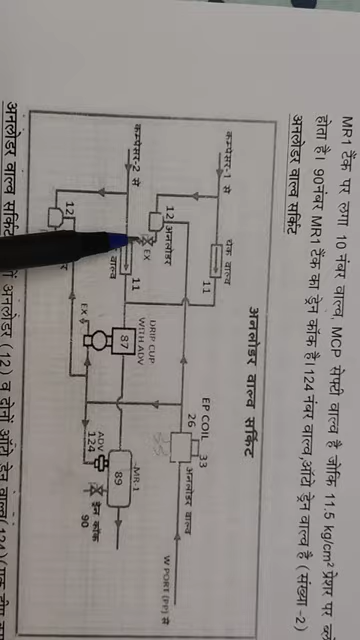 MR1 टैंक पर लगा 10 नंबर वाल्व, MCP सेफ्टी वाल्व है जोकि 11.5 kg/cm² प्रेशर पर
होता है। 90नंबर MR1टैंक का ड्रेन कॉक है।124 नंबर वाल्व,ऑटो ड्रेन वाल्व है ( संख्या -2)
अनलोडर वाल्व सर्किट
अनलोडर वाल्व सर्किट
कम्प्रेसर-1 से
चेक वाल्व
11
EP COIL
26
33
अनलोडर वाल्व
W PORT (PP) से
12
अनलोडर
EX
कम्प्रेसर-2 से
वाल्व
11
DRIP CUP
WITH ADV
87
MR-1
89
12
EX
ADV
124
ड्रेन कॉक
90
अनलोडर वाल्व सर्किट
अनलोडर (12) व दोनों ऑटो ड्रेन वाल्व(124)